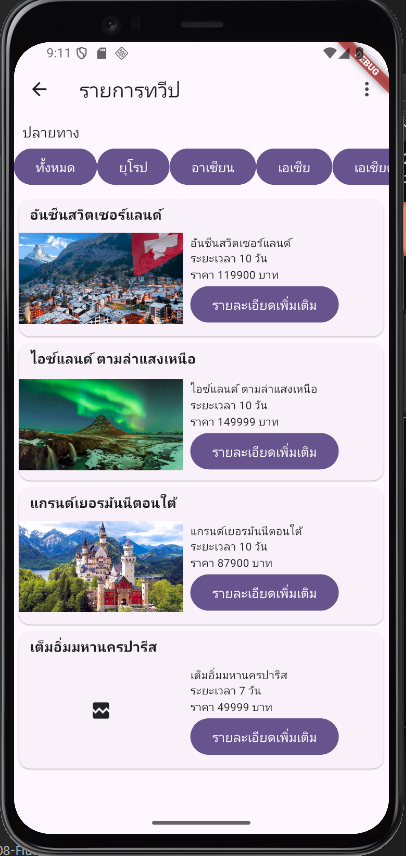 9:11
DEBUG
รายการทวีป
ปลายทาง
ทั้งหมด
ยุโรป
อาเซียน
เอเชีย
อันซีนสวิตเซอร์แลนด์
อันซีนสวิตเซอร์แลนด์
ระยะเวลา 10 วัน
ราคา 119900 บาท
รายละเอียดเพิ่มเติม
ไอซ์แลนด์ ตามล่าแสงเหนือ
ไอซ์แลนด์ ตามล่าแสงเหนือ
ระยะเวลา 10 วัน
ราคา 149999 บาท
รายละเอียดเพิ่มเติม
แกรนด์เยอรมันนีตอนใต้
แกรนด์เยอรมันนีตอนใต้
ระยะเวลา 10 วัน
ราคา 87900 บาท
รายละเอียดเพิ่มเติม
เต็มอิ่มมหานครปารีส
เต็มอิ่มมหานครปารีส
ระยะเวลา 7 วัน
ราคา 49999 บาท
รายละเอียดเพิ่มเติม